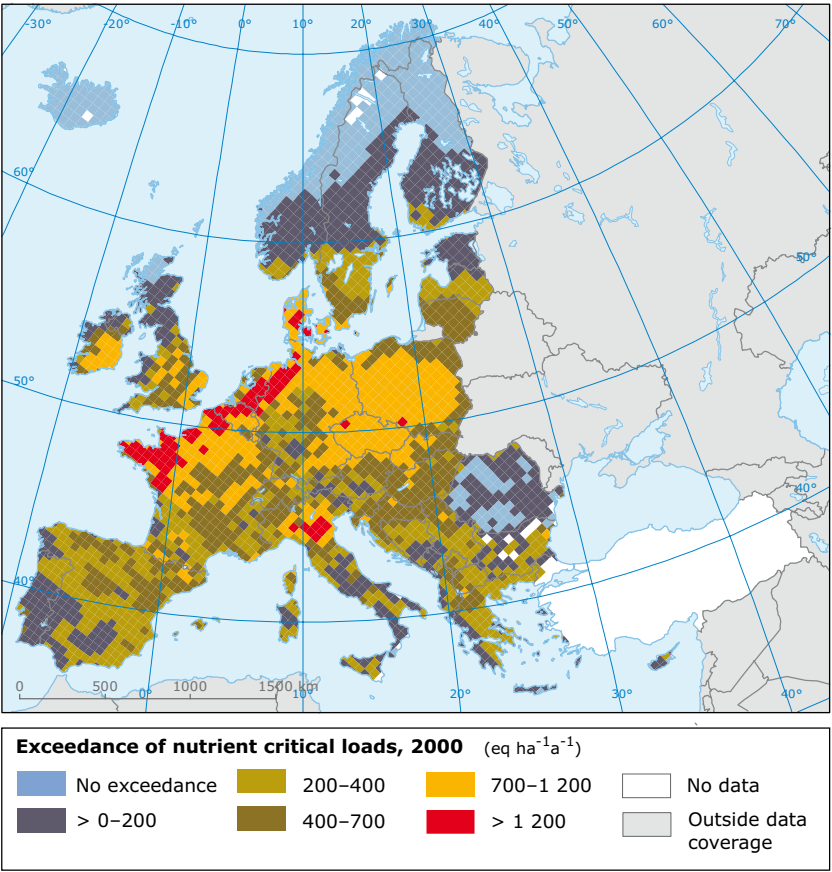 -30° -20° -10° 0° 10° 20° 30° 40° 50° 60° 70°
60°
50°
50°
40°
40°
0 500 1000 1500 km
0° 10° 20° 30° 40°
Exceedance of nutrient critical loads, 2000 (eq ha⁻¹a⁻¹)
No exceedance 200–400 700–1 200 No data
> 0–200 400–700 > 1 200 Outside data
coverage